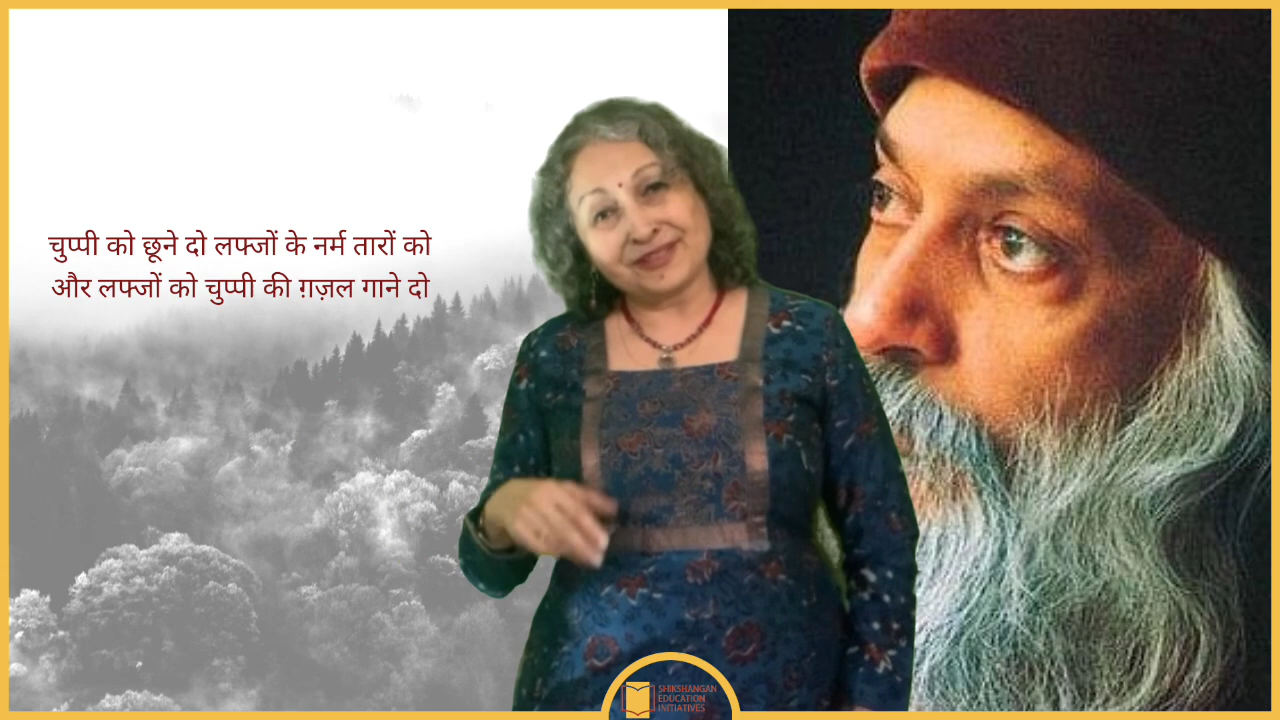 चुप्पी को छूने दो लफ्जों के नर्म तारों को
और लफ्जों को चुप्पी की ग़ज़ल गाने दो
SHIKSHANGAN
EDUCATION
INITIATIVES